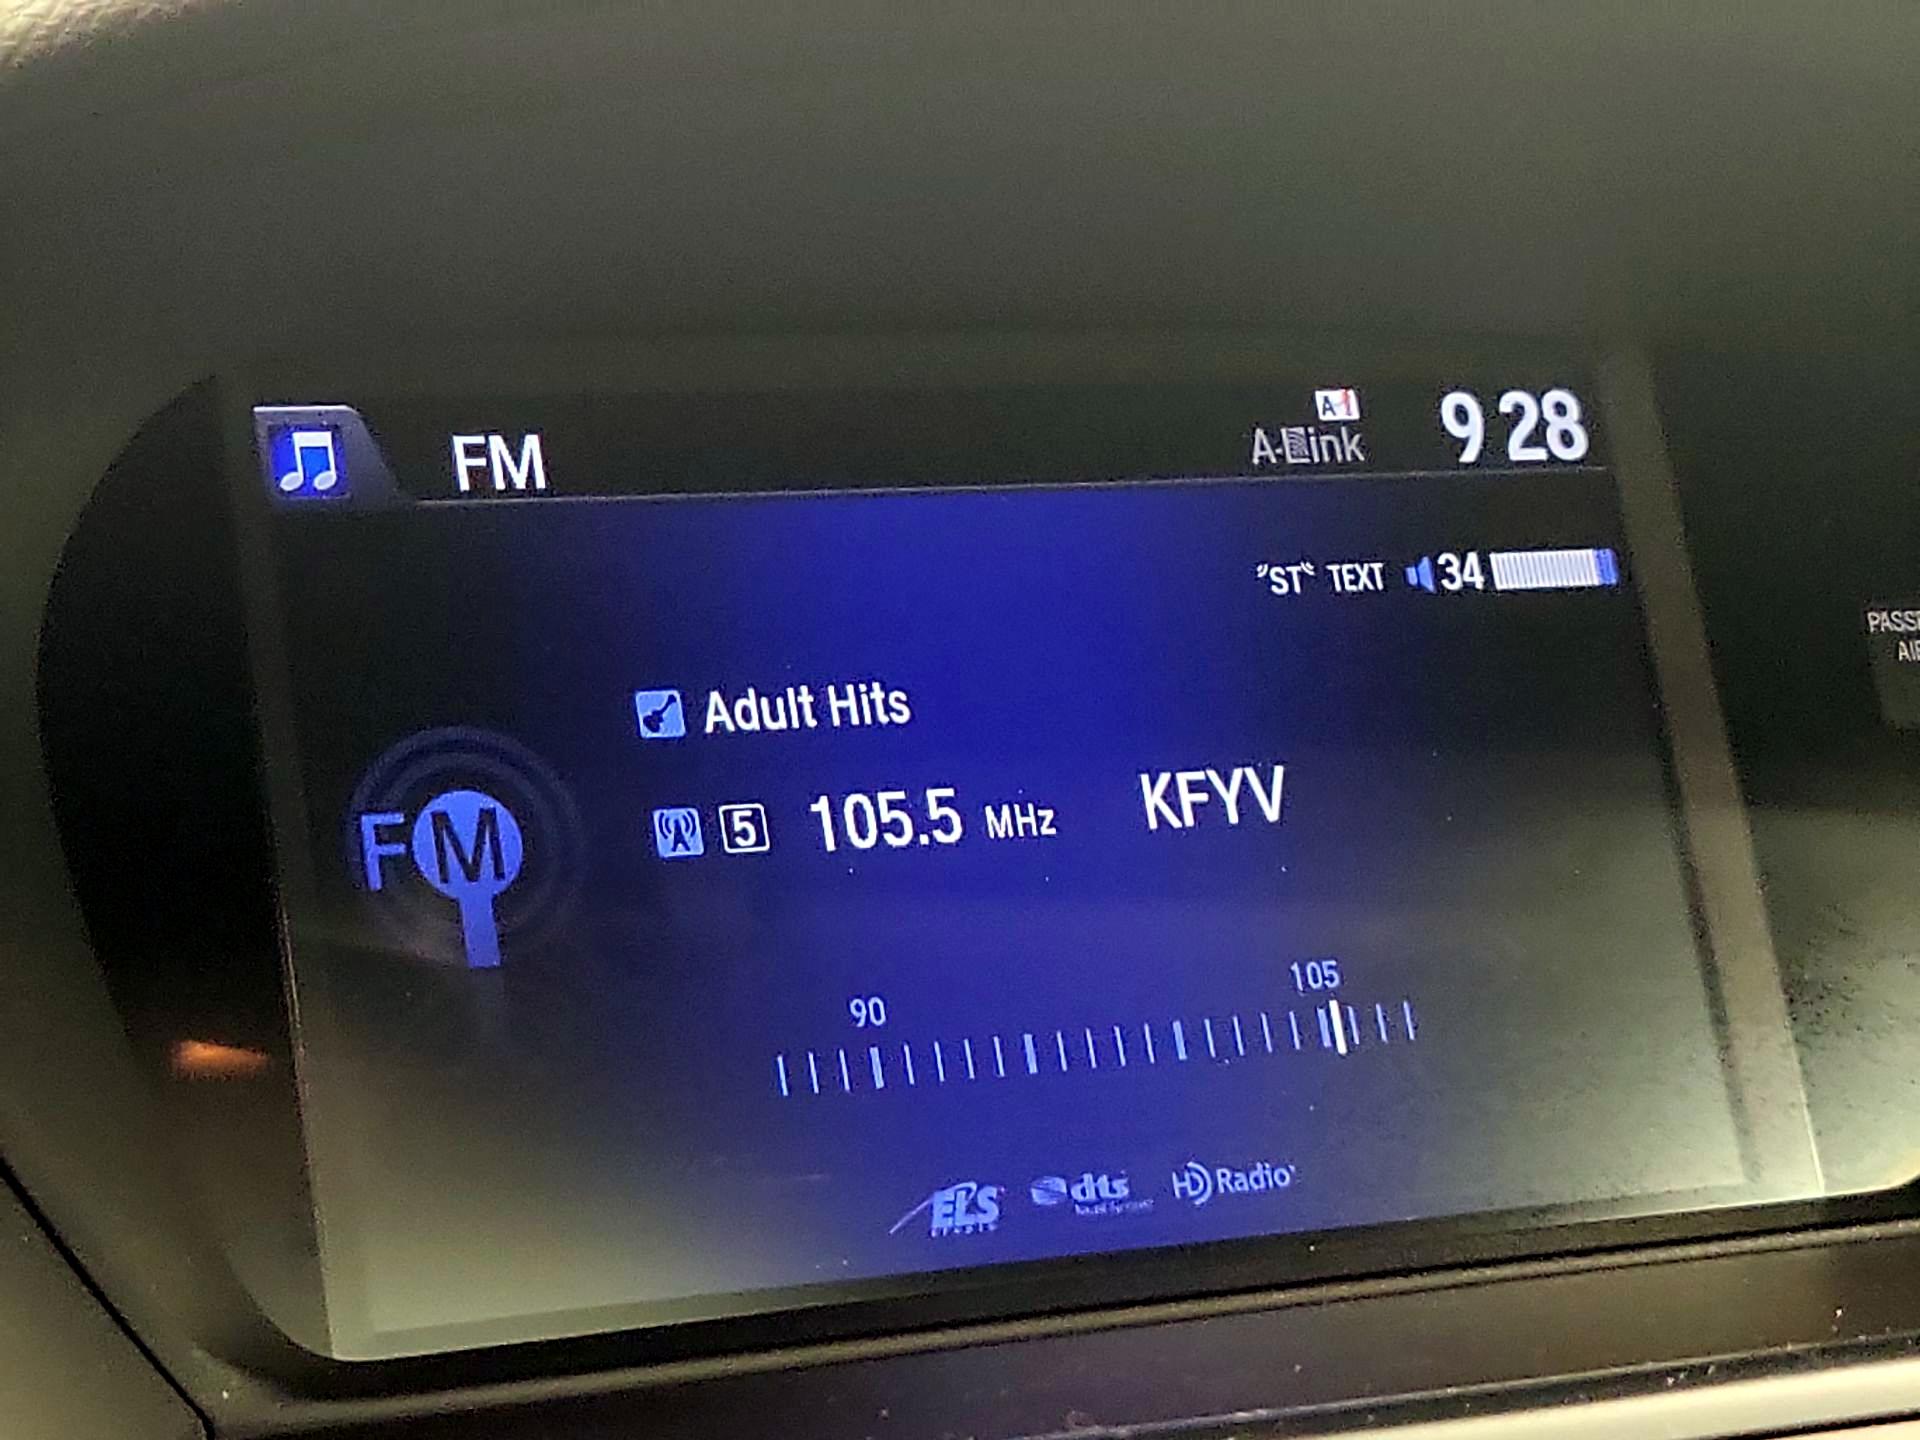 FM
A-Link
9 28
"ST" TEXT 34
Adult Hits
FM
5 105.5 MHz KFYV
90 105
ELS dts HD Radio